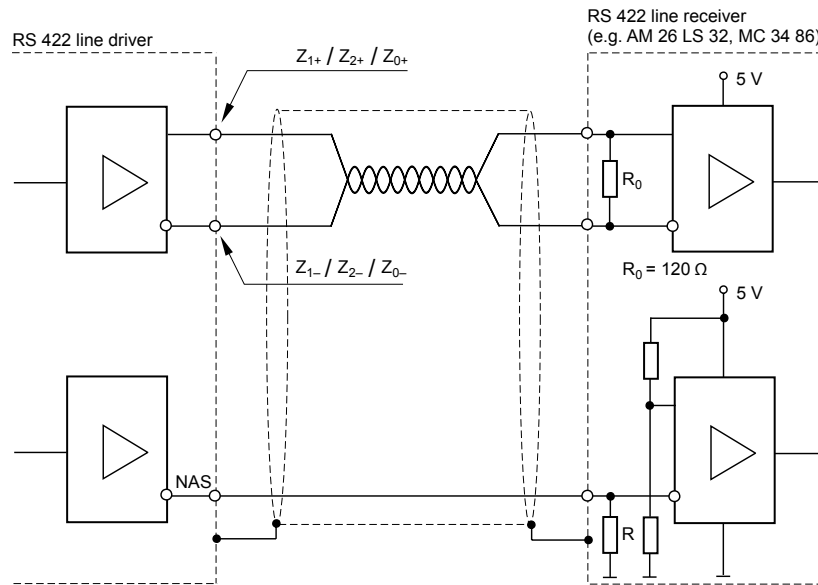 RS 422 line driver
RS 422 line receiver
(e.g. AM 26 LS 32, MC 34 86)
Z1+ / Z2+ / Z0+
5 V
R0
Z1– / Z2– / Z0–
R0 = 120 Ω
5 V
NAS
R